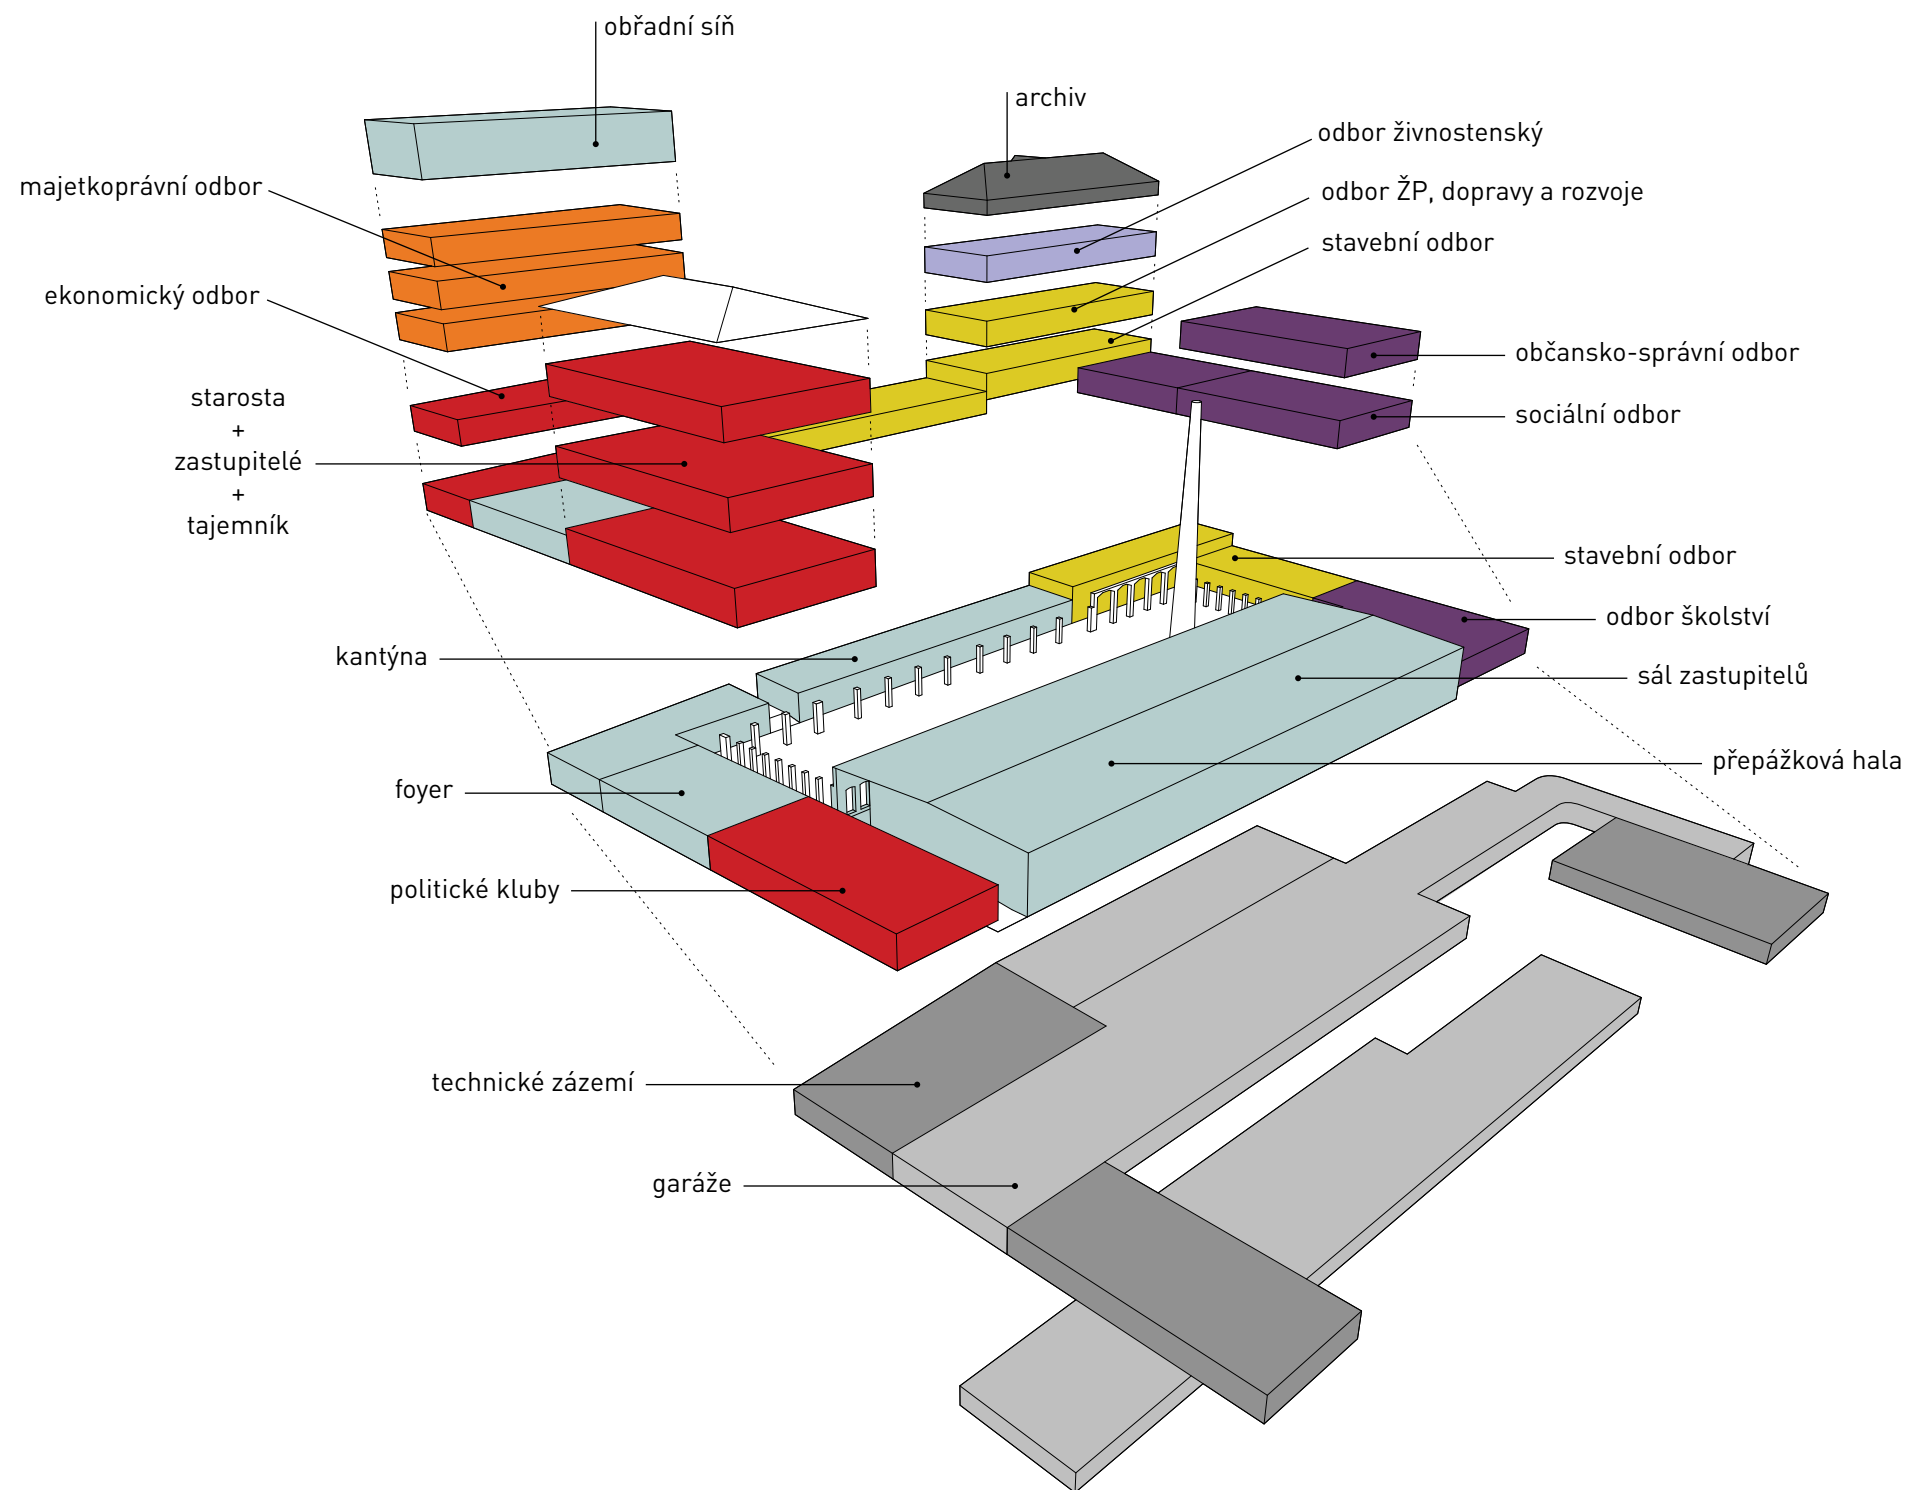 obřadní síň
archiv
odbor živnostenský
majetkoprávní odbor
odbor ŽP, dopravy a rozvoje
stavební odbor
ekonomický odbor
občansko-správní odbor
starosta
+
zastupitelé
+
tajemník
sociální odbor
stavební odbor
odbor školství
kantýna
sál zastupitelů
přepážková hala
foyer
politické kluby
technické zázemí
garáže